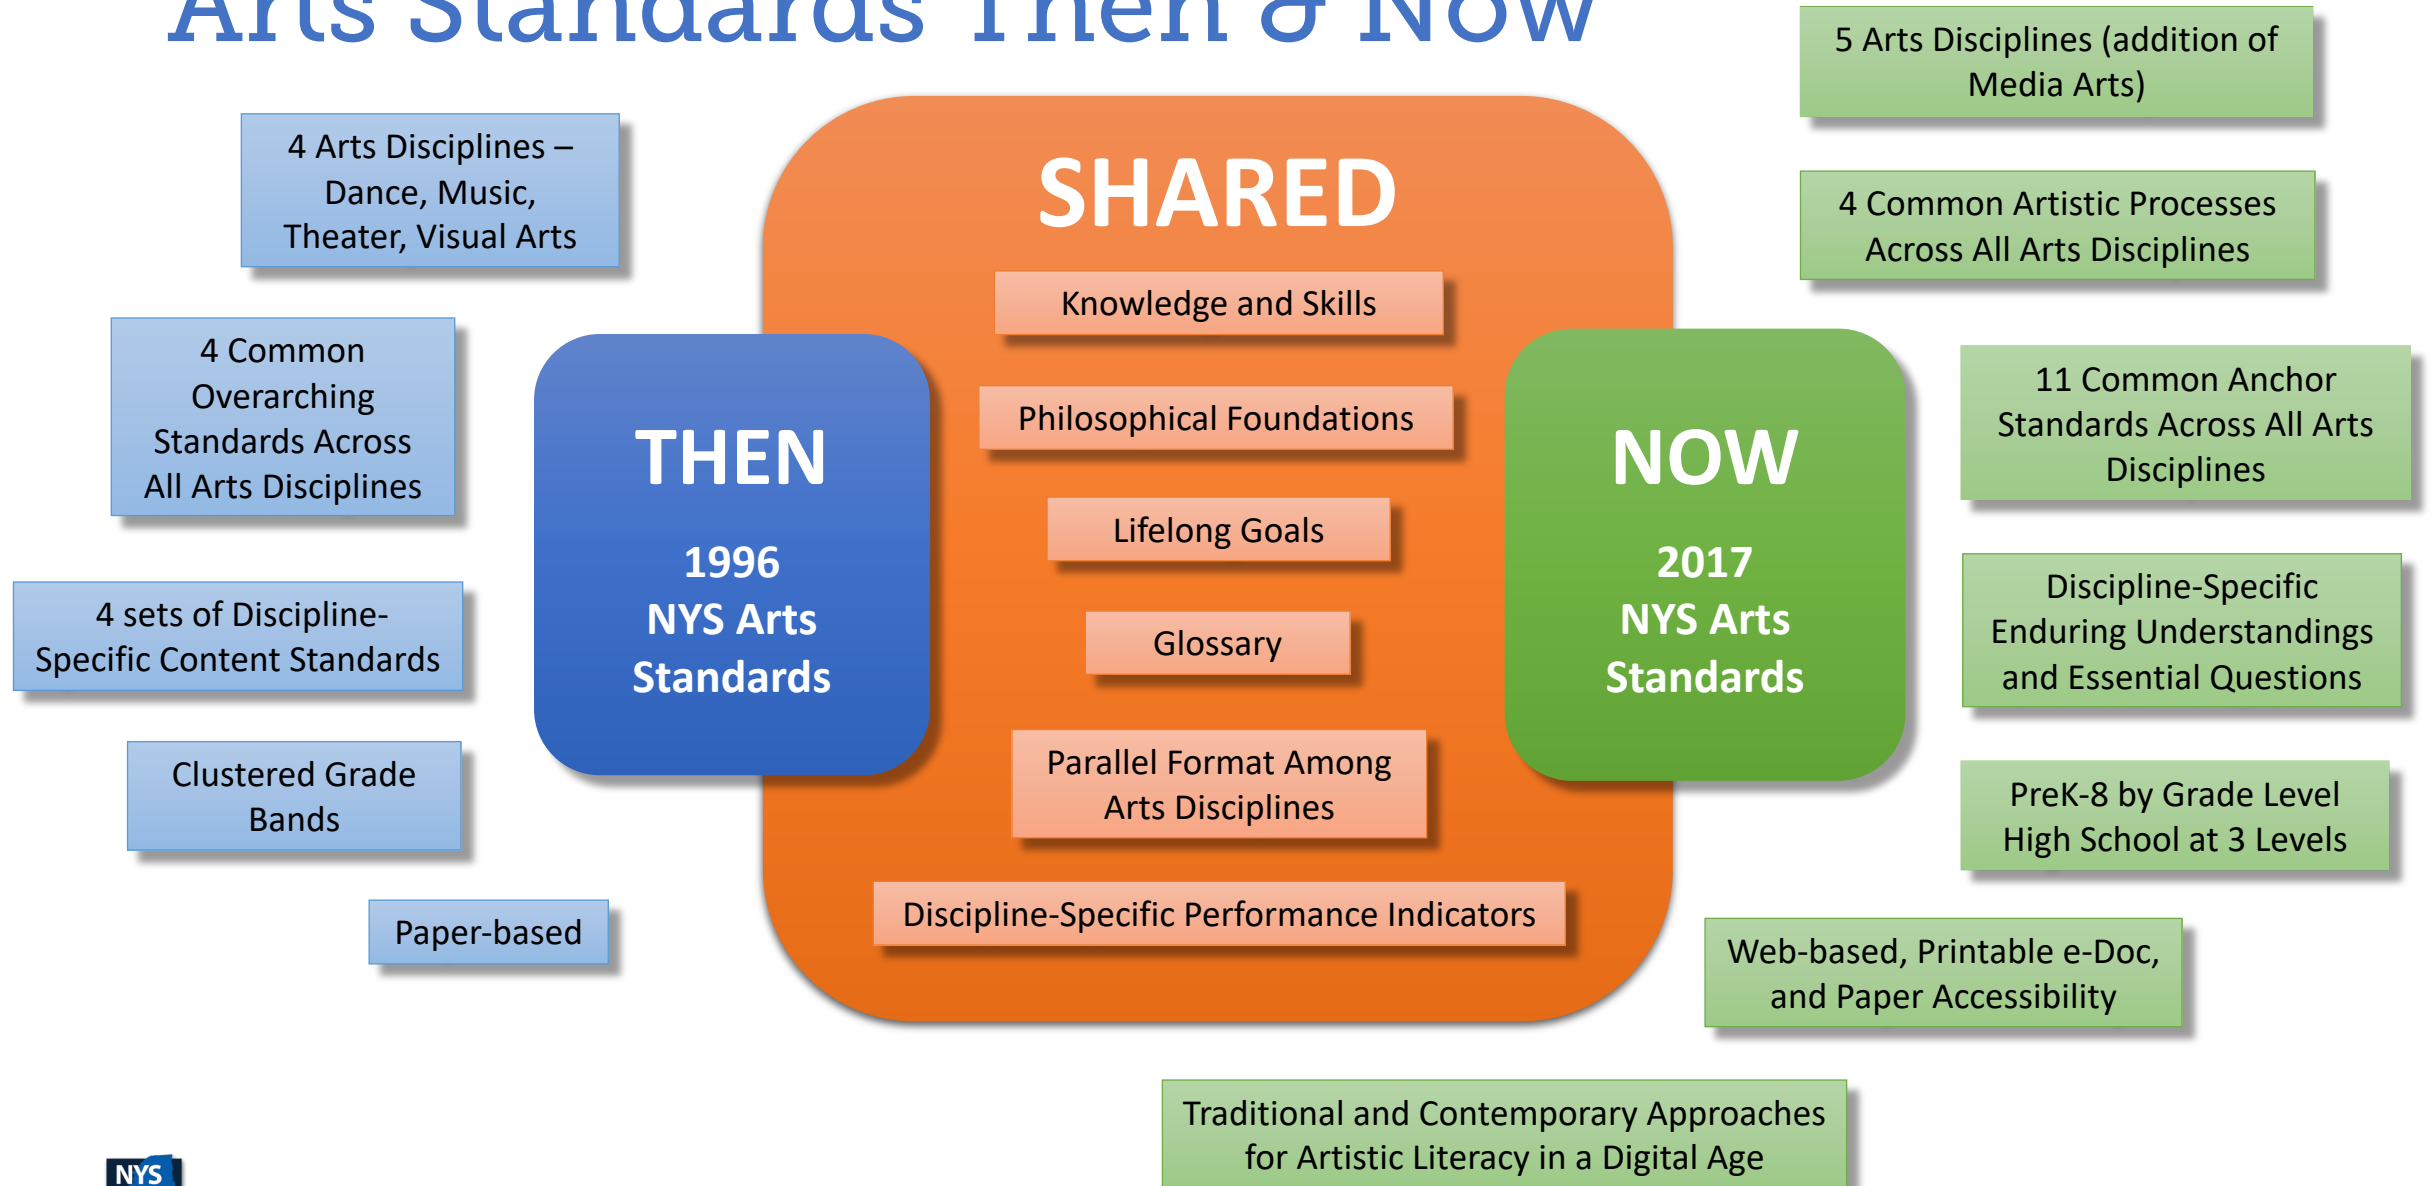 Arts Standards Then & Now
4 Arts Disciplines –
Dance, Music,
Theater, Visual Arts
4 Common
Overarching
Standards Across
All Arts Disciplines
4 sets of Discipline-
Specific Content Standards
Clustered Grade
Bands
Paper-based
THEN
1996
NYS Arts
Standards
SHARED
Knowledge and Skills
Philosophical Foundations
Lifelong Goals
Glossary
Parallel Format Among
Arts Disciplines
Discipline-Specific Performance Indicators
NOW
2017
NYS Arts
Standards
5 Arts Disciplines (addition of
Media Arts)
4 Common Artistic Processes
Across All Arts Disciplines
11 Common Anchor
Standards Across All Arts
Disciplines
Discipline-Specific
Enduring Understandings
and Essential Questions
PreK-8 by Grade Level
High School at 3 Levels
Web-based, Printable e-Doc,
and Paper Accessibility
Traditional and Contemporary Approaches
for Artistic Literacy in a Digital Age
NYS